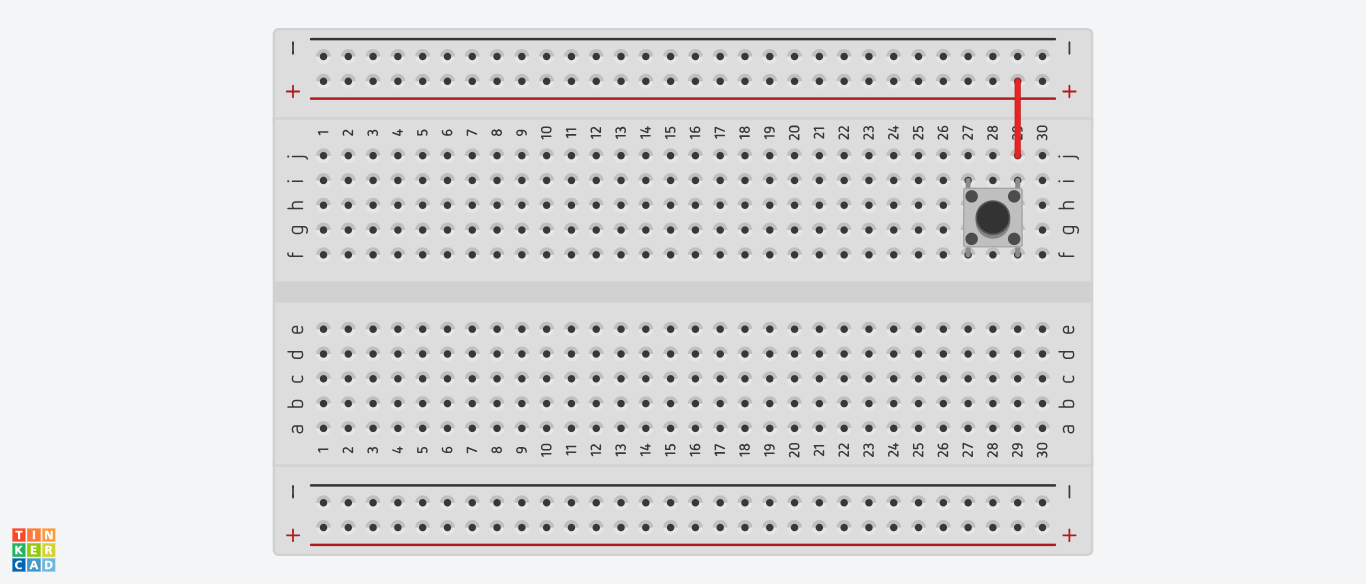 − −
+ +
1 2 3 4 5 6 7 8 9 10 11 12 13 14 15 16 17 18 19 20 21 22 23 24 25 26 27 28 29 30
j j
i i
h h
g g
f f
e e
d d
c c
b b
a a
1 2 3 4 5 6 7 8 9 10 11 12 13 14 15 16 17 18 19 20 21 22 23 24 25 26 27 28 29 30
− −
+ +
TIN
KER
CAD